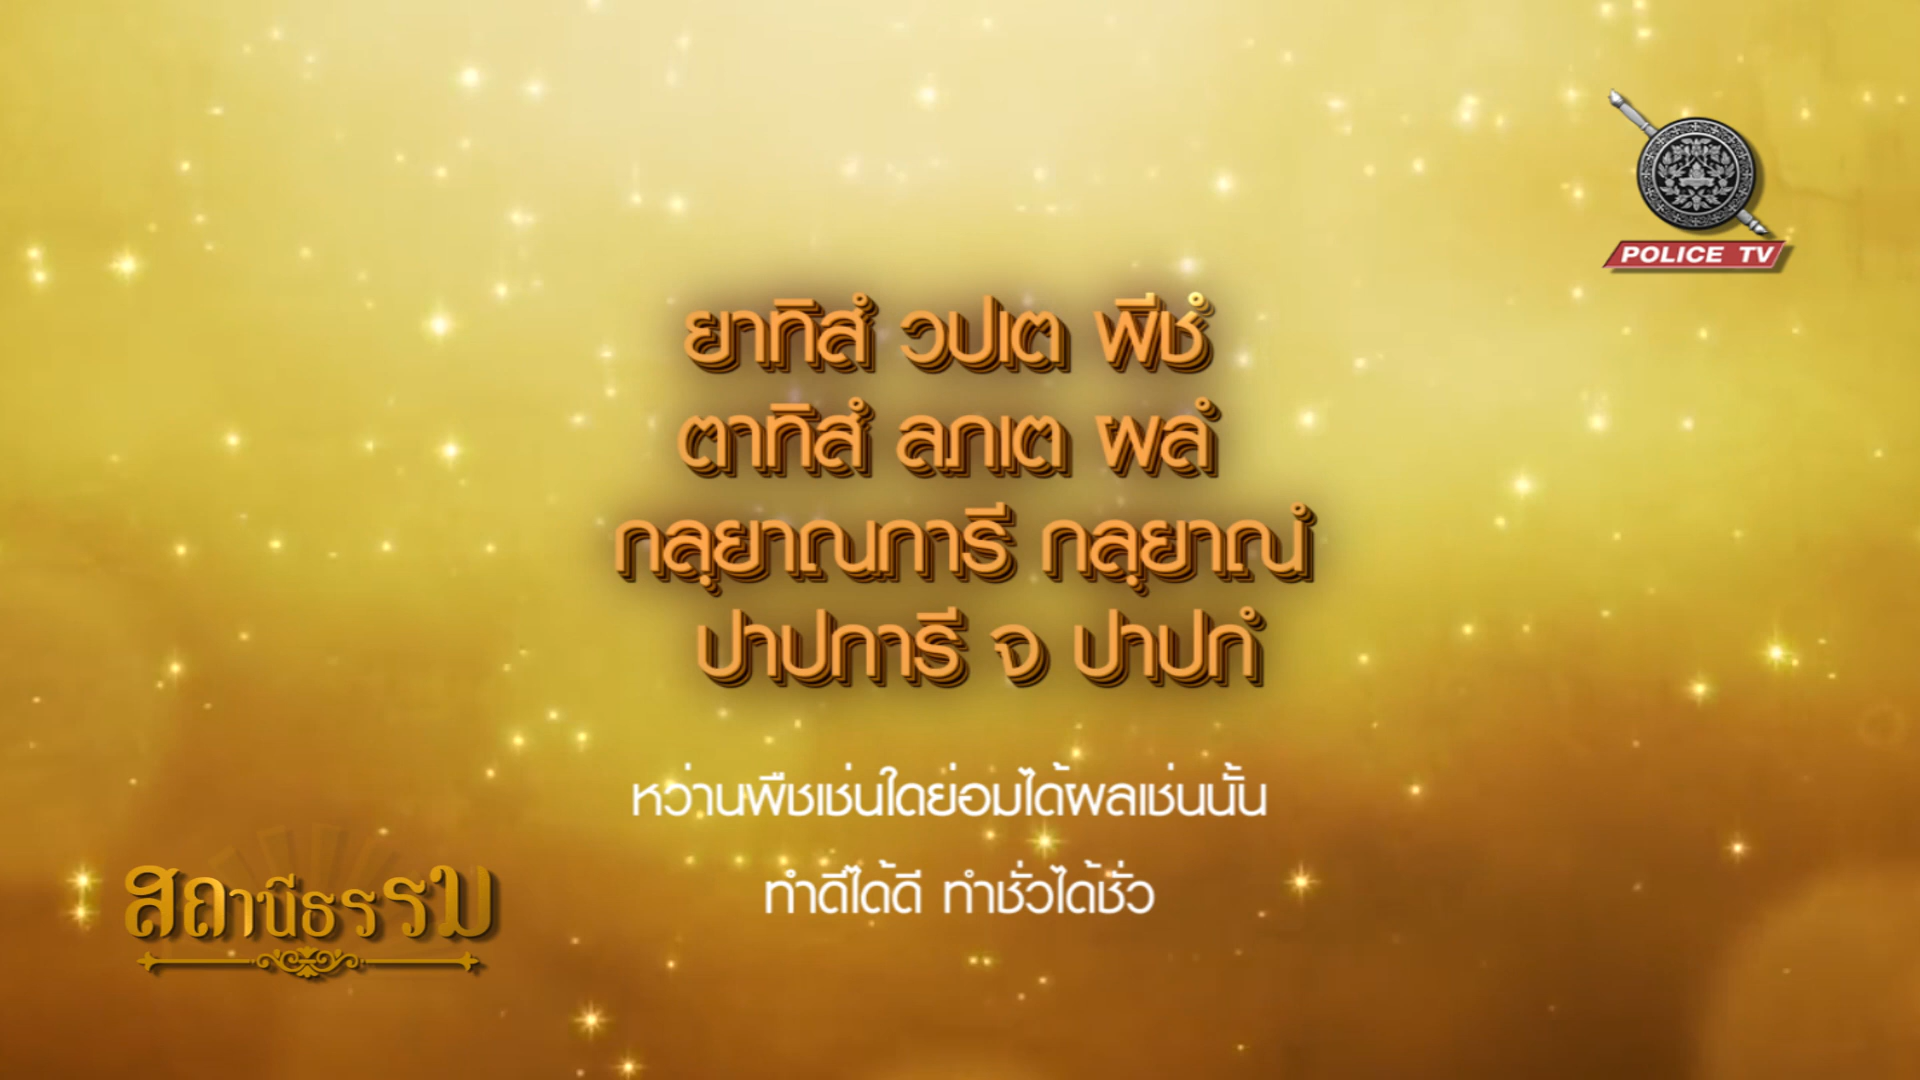 POLICE TV
ยาทิสํ วปเต พีชํ
ตาทิสํ ลภเต ผลํ
กลฺยาณการี กลฺยาณํ
ปาปการี จ ปาปกํ
หว่านพืชเช่นใดย่อมได้ผลเช่นนั้น
ทำดีได้ดี ทำชั่วได้ชั่ว
สถานีธรรม